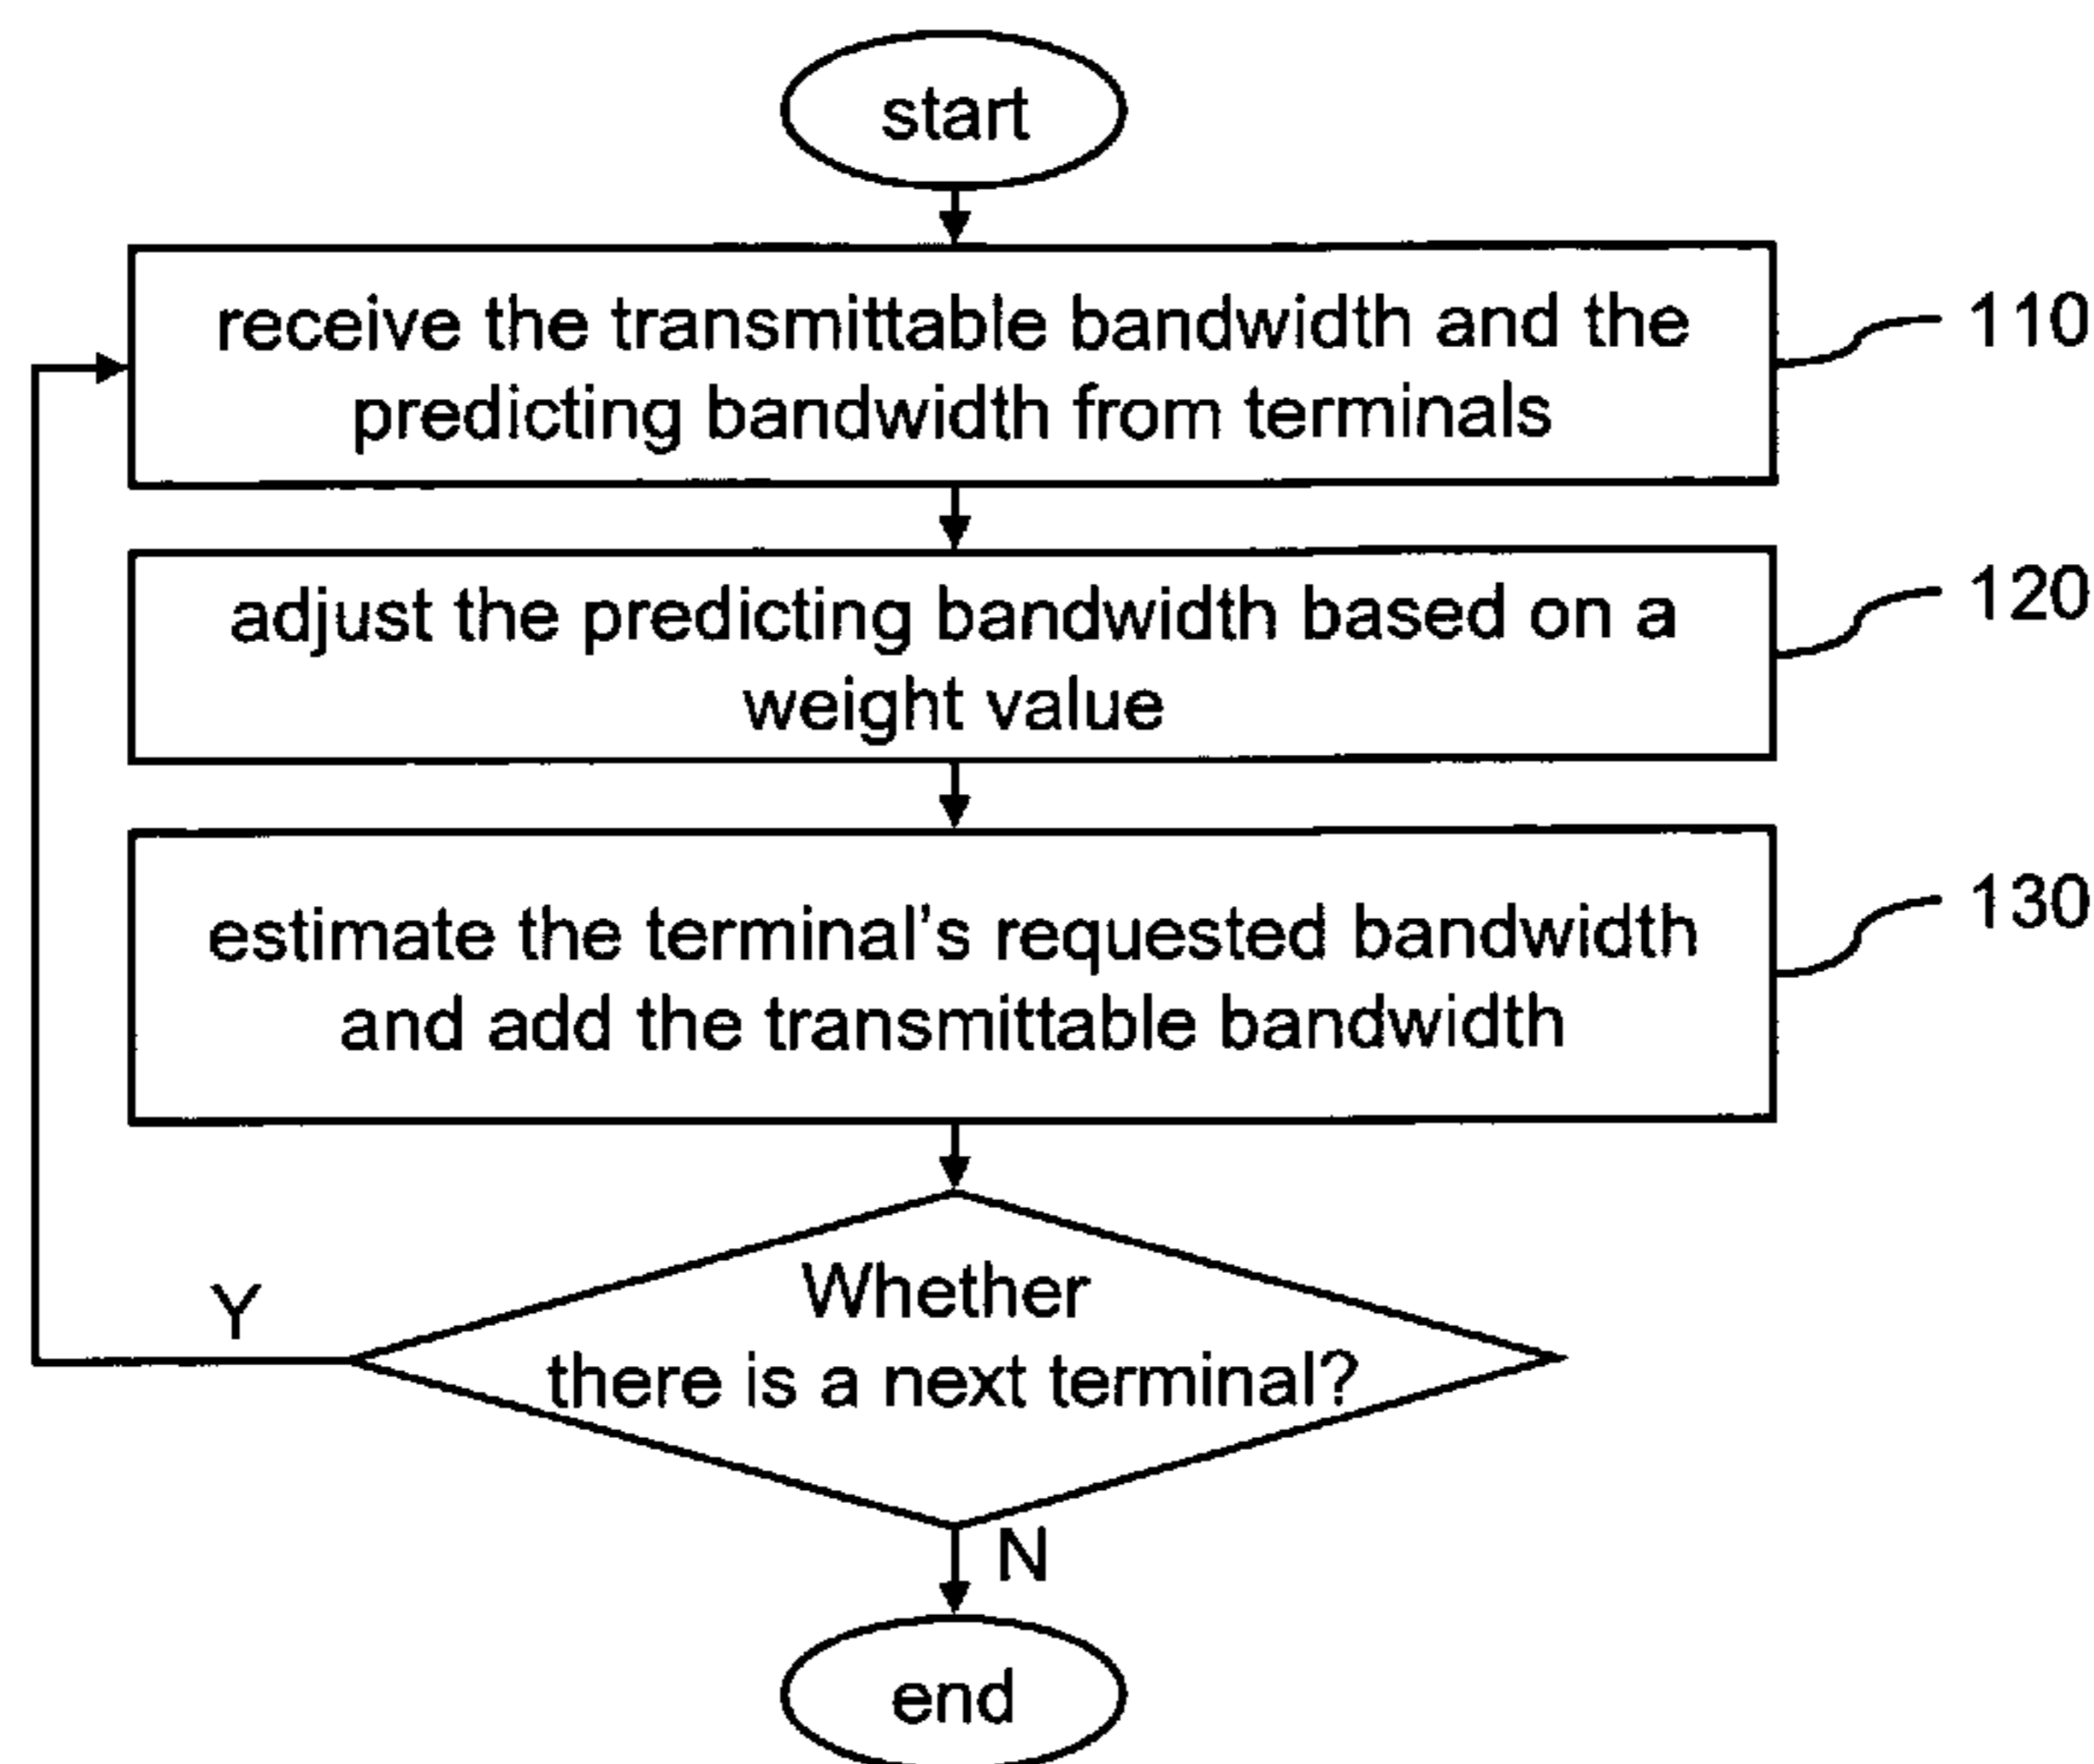 start
receive the transmittable bandwidth and the
predicting bandwidth from terminals
110
adjust the predicting bandwidth based on a
weight value
120
estimate the terminal's requested bandwidth
and add the transmittable bandwidth
130
Whether
there is a next terminal?
Y
N
end